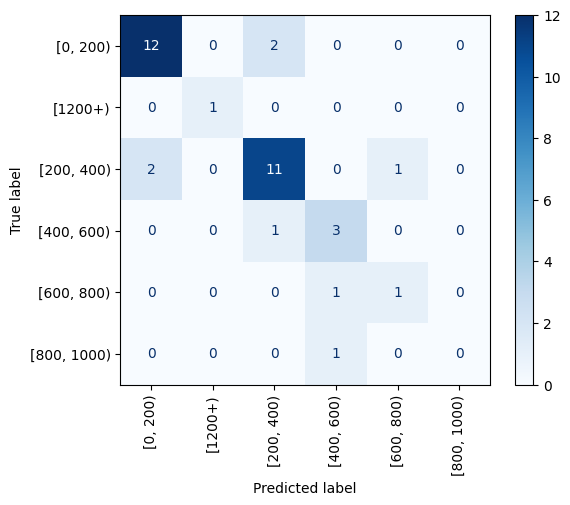 12
[0, 200) 12 0 2 0 0 0
10
[1200+) 0 1 0 0 0 0
8
[200, 400) 2 0 11 0 1 0
6
True label
[400, 600) 0 0 1 3 0 0
4
[600, 800) 0 0 0 1 1 0
2
[800, 1000) 0 0 0 1 0 0
0
[0, 200) [1200+) [200, 400) [400, 600) [600, 800) [800, 1000)
Predicted label